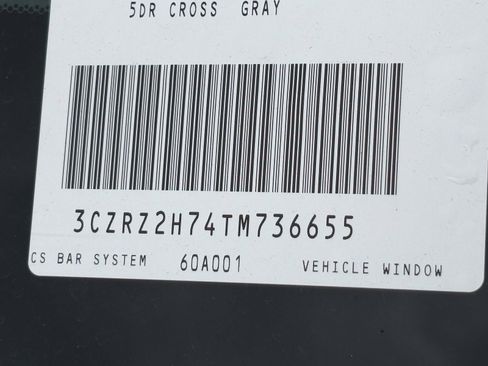 5DR CROSS GRAY
3CZRZ2H74TM736655
CS BAR SYSTEM 60A001 VEHICLE WINDOW